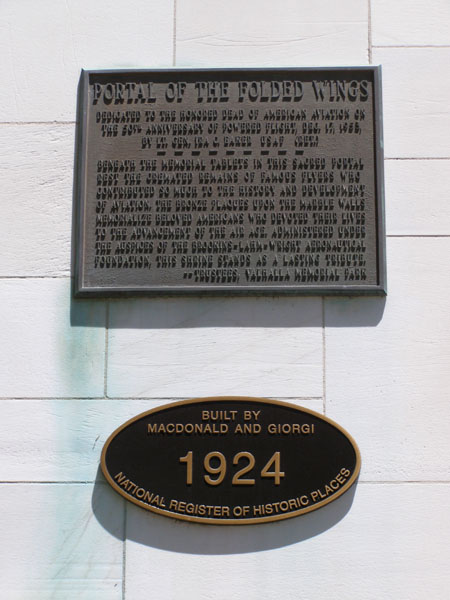 PORTAL OF THE FOLDED WINGS
DEDICATED TO THE HONORED DEAD OF AMERICAN AVIATION ON
THE 50TH ANNIVERSARY OF POWERED FLIGHT, DEC. 17, 1953,
BY LT. GEN. IRA C. EAKER USAF (RET)
BENEATH THE MEMORIAL TABLETS IN THIS SACRED PORTAL
REST THE CREMATED REMAINS OF FAMOUS FLYERS WHO
CONTRIBUTED SO MUCH TO THE HISTORY AND DEVELOPMENT
OF AVIATION. THE BRONZE PLAQUES UPON THE MARBLE WALLS
MEMORIALIZE BELOVED AMERICANS WHO DEVOTED THEIR LIVES
TO THE ADVANCEMENT OF THE AIR AGE. ADMINISTERED UNDER
THE AUSPICES OF THE BROOKINS-LAHM-WRIGHT AERONAUTICAL
FOUNDATION, THIS SHRINE STANDS AS A LASTING TRIBUTE.
--TRUSTEES, VALHALLA MEMORIAL PARK
BUILT BY
MACDONALD AND GIORGI
1924
NATIONAL REGISTER OF HISTORIC PLACES